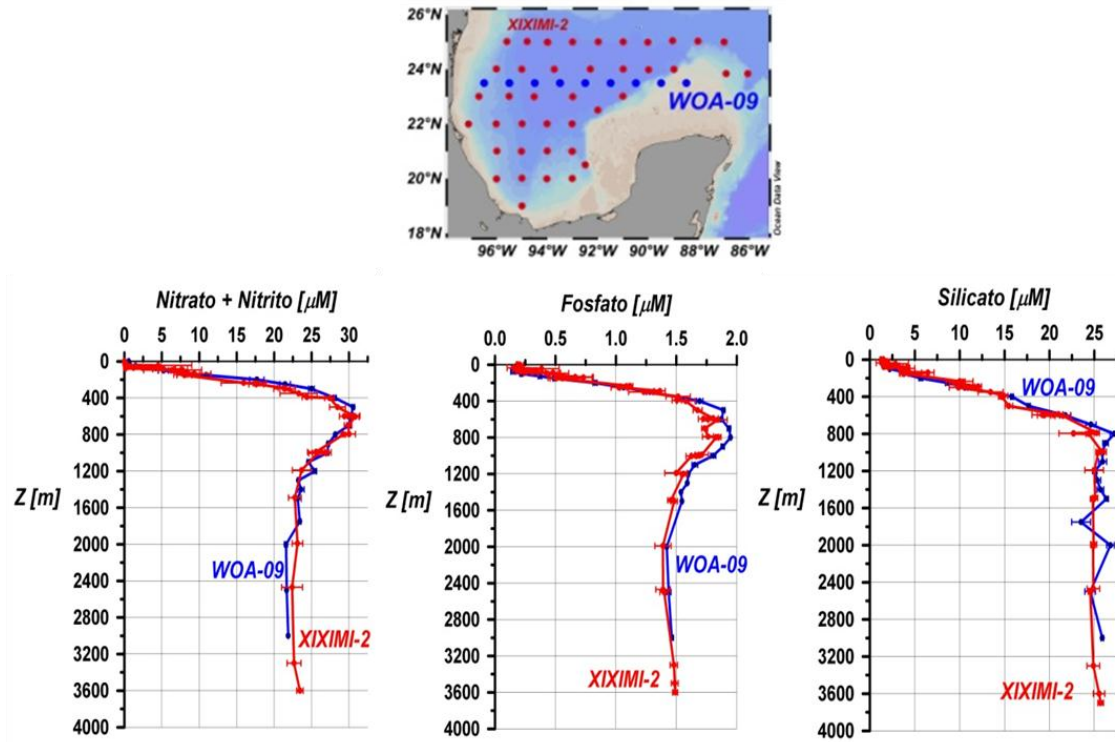 26°N
XIXIMI-2
24°N
WOA-09
22°N
20°N
18°N
Ocean Data View
96°W 94°W 92°W 90°W 88°W 86°W
Nitrato + Nitrito [μM]
0 5 10 15 20 25 30
0
400
800
1200
1600
2000
2400
2800
3200
3600
4000
Z [m]
WOA-09
XIXIMI-2
Fosfato [μM]
0.0 0.5 1.0 1.5 2.0
0
400
800
1200
1600
2000
2400
2800
3200
3600
4000
Z [m]
WOA-09
XIXIMI-2
Silicato [μM]
0 5 10 15 20 25
0
400
800
1200
1600
2000
2400
2800
3200
3600
4000
Z [m]
WOA-09
XIXIMI-2